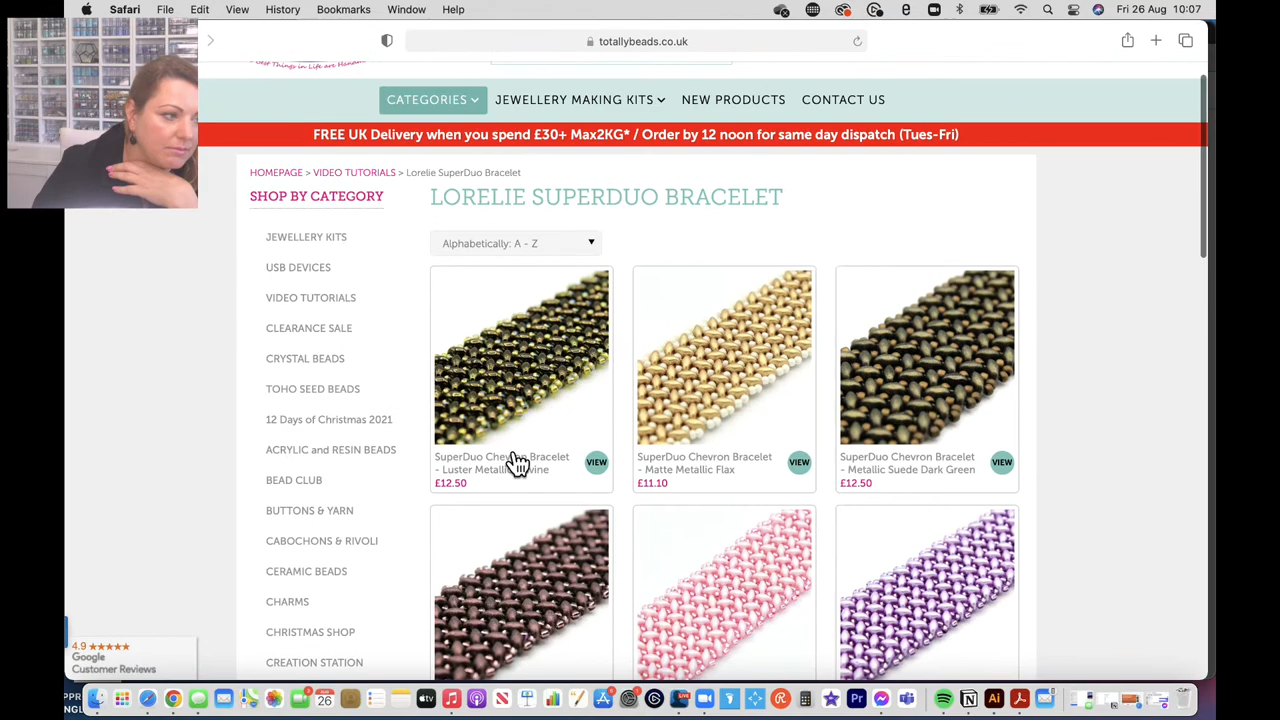 Safari File Edit View History Bookmarks Window Help Fri 26 Aug 10:07
totallybeads.co.uk
CATEGORIES JEWELLERY MAKING KITS NEW PRODUCTS CONTACT US
FREE UK Delivery when you spend £30+ Max2KG* / Order by 12 noon for same day dispatch (Tues-Fri)
HOMEPAGE > VIDEO TUTORIALS > Lorelie SuperDuo Bracelet
SHOP BY CATEGORY
LORELIE SUPERDUO BRACELET
Alphabetically: A - Z
JEWELLERY KITS
USB DEVICES
VIDEO TUTORIALS
CLEARANCE SALE
CRYSTAL BEADS
TOHO SEED BEADS
12 Days of Christmas 2021
ACRYLIC and RESIN BEADS
BEAD CLUB
BUTTONS & YARN
CABOCHONS & RIVOLI
CERAMIC BEADS
CHARMS
CHRISTMAS SHOP
CREATION STATION
SuperDuo Bracelet
- Luster
£12.50
VIEW
SuperDuo Chevron Bracelet
- Matte Metallic Flax
£11.10
VIEW
SuperDuo Chevron Bracelet
- Metallic Suede Dark Green
£12.50
VIEW
4.9
Google
Customer Reviews